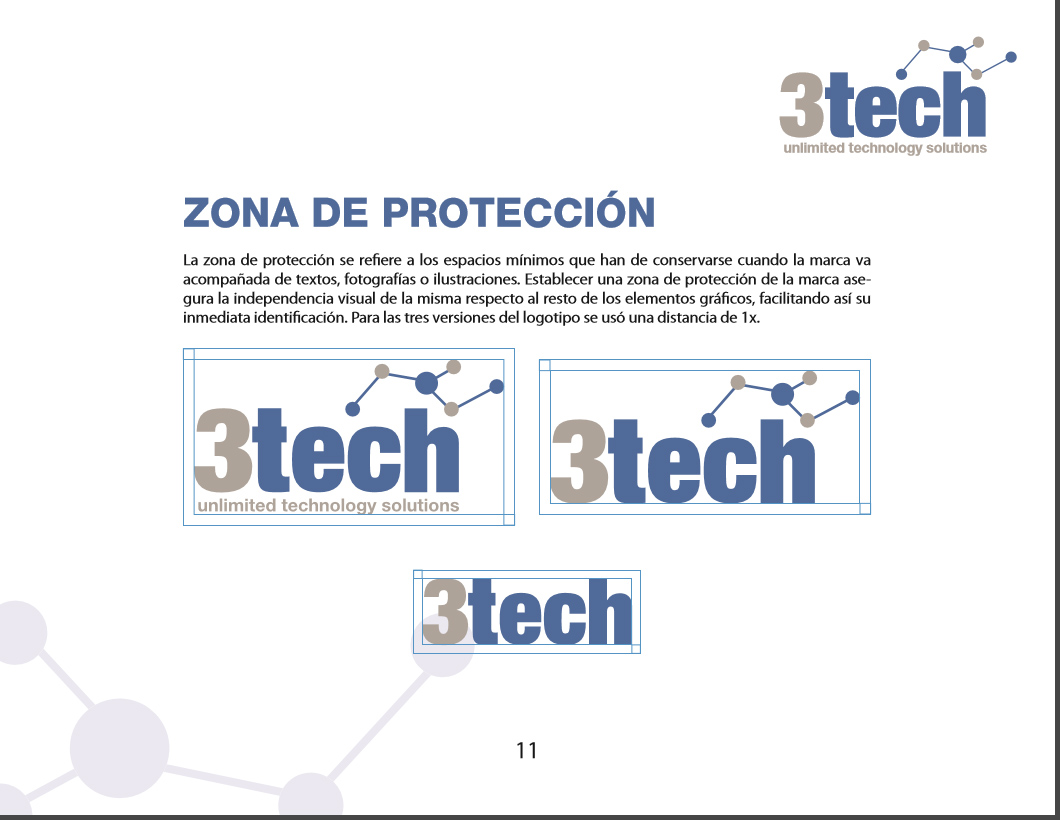 3tech
unlimited technology solutions
ZONA DE PROTECCIÓN
La zona de protección se refiere a los espacios mínimos que han de conservarse cuando la marca va
acompañada de textos, fotografías o ilustraciones. Establecer una zona de protección de la marca ase-
gura la independencia visual de la misma respecto al resto de los elementos gráficos, facilitando así su
inmediata identificación. Para las tres versiones del logotipo se usó una distancia de 1x.
3tech
unlimited technology solutions
3tech
3tech
11